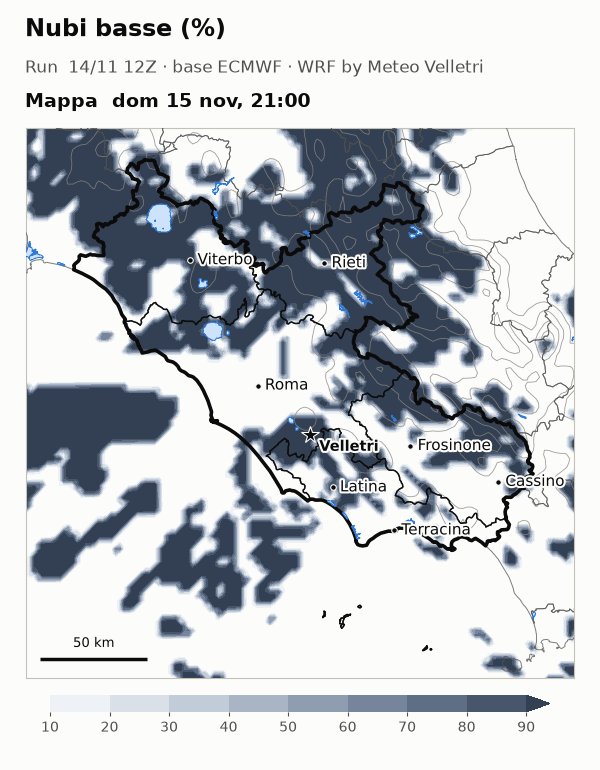 Nubi basse (%)
Run  14/11 12Z · base ECMWF · WRF by Meteo Velletri
Mappa  dom 15 nov, 21:00
Viterbo
Rieti
Roma
Velletri
Frosinone
Cassino
Latina
Terracina
50 km
10 20 30 40 50 60 70 80 90